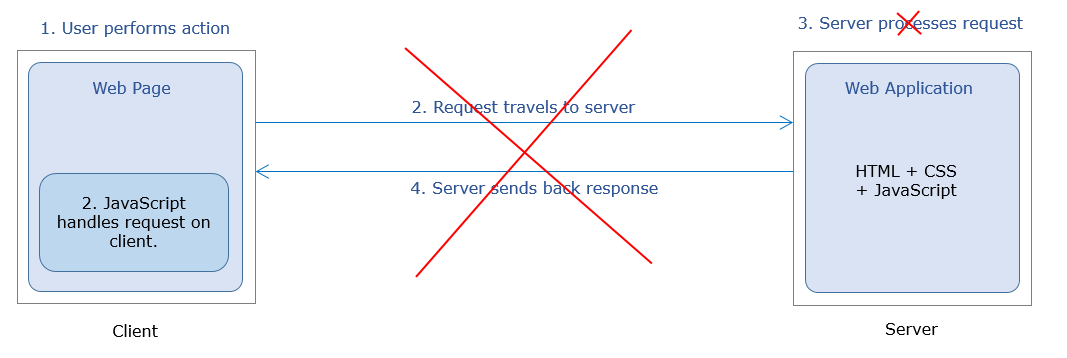 1. User performs action
3. Server processes request
Web Page
Web Application
2. Request travels to server
4. Server sends back response
2. JavaScript
handles request on
client.
HTML + CSS
+ JavaScript
Client
Server